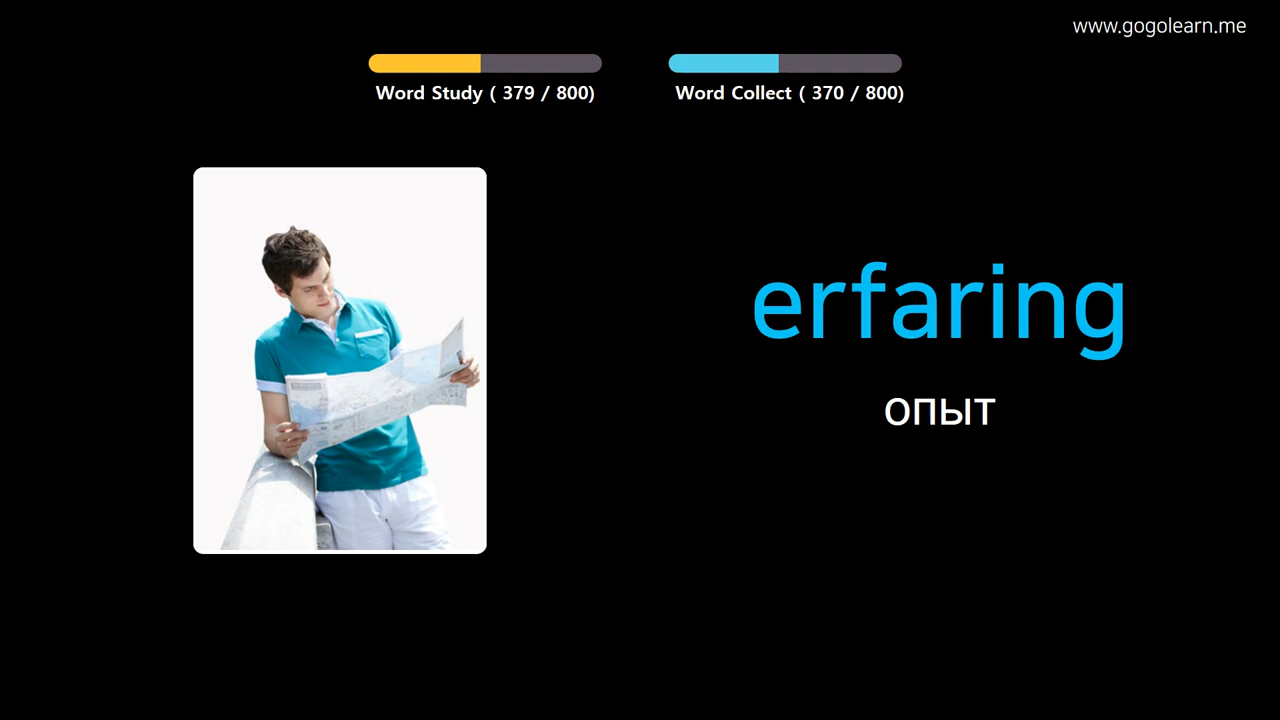 www.gogolearn.me
Word Study ( 379 / 800)
Word Collect ( 370 / 800)
erfaring
опыт